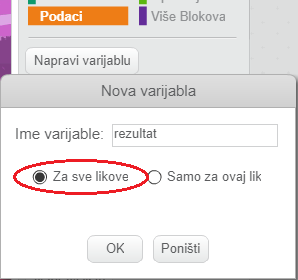 Podaci
Više Blokova
Napravi varijablu
Nova varijabla
Ime varijable: rezultat
Za sve likove Samo za ovaj lik
OK Poništi